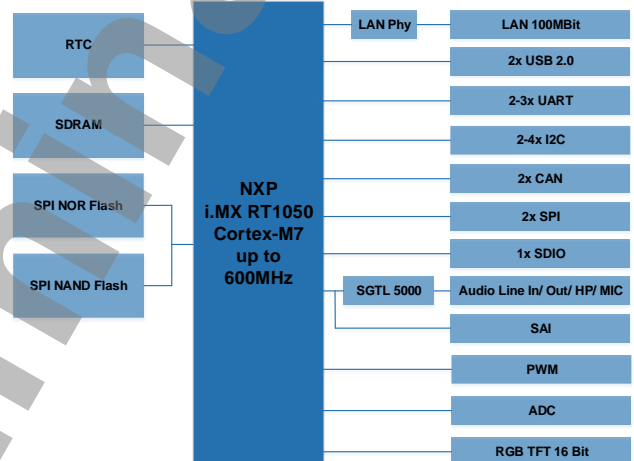 RTC
SDRAM
SPI NOR Flash
SPI NAND Flash
NXP
i.MX RT1050
Cortex-M7
up to
600MHz
LAN Phy
LAN 100MBit
2x USB 2.0
2-3x UART
2-4x I2C
2x CAN
2x SPI
1x SDIO
SGTL 5000
Audio Line In/ Out/ HP/ MIC
SAI
PWM
ADC
RGB TFT 16 Bit